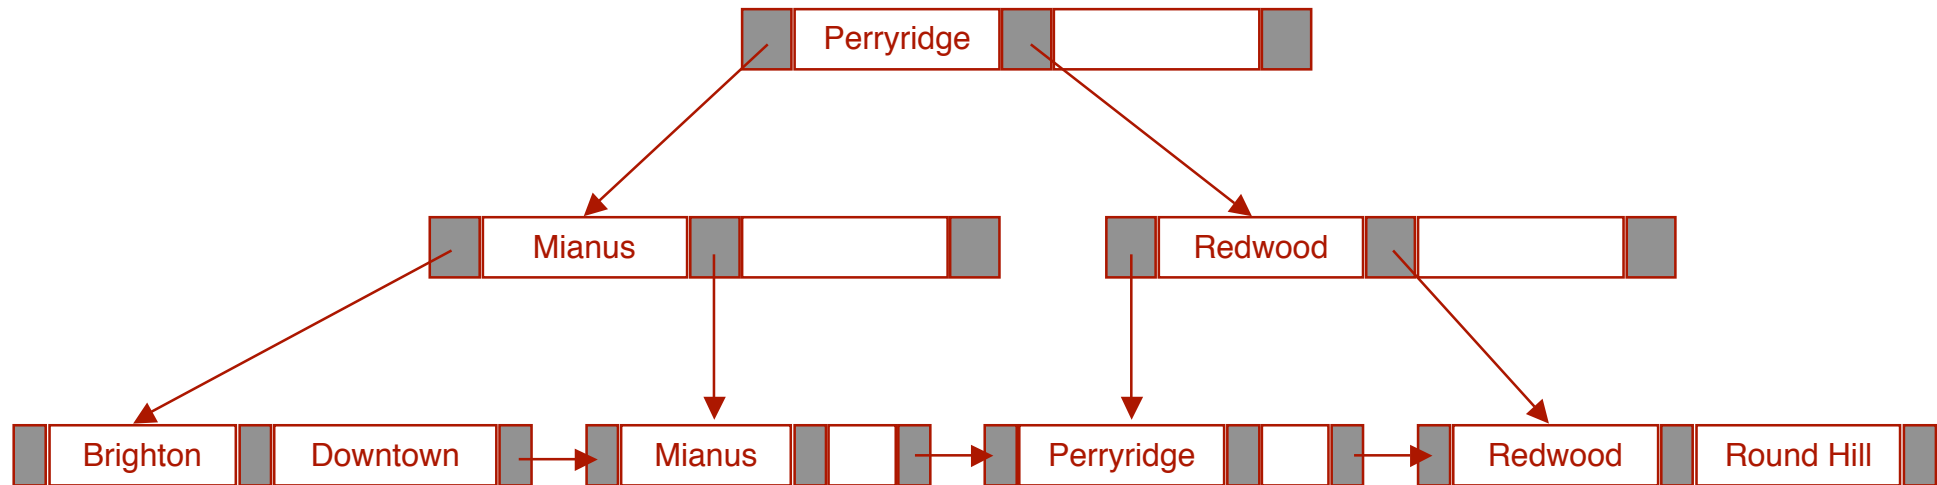 Perryridge
Mianus
Redwood
Brighton
Downtown
Mianus
Perryridge
Redwood
Round Hill